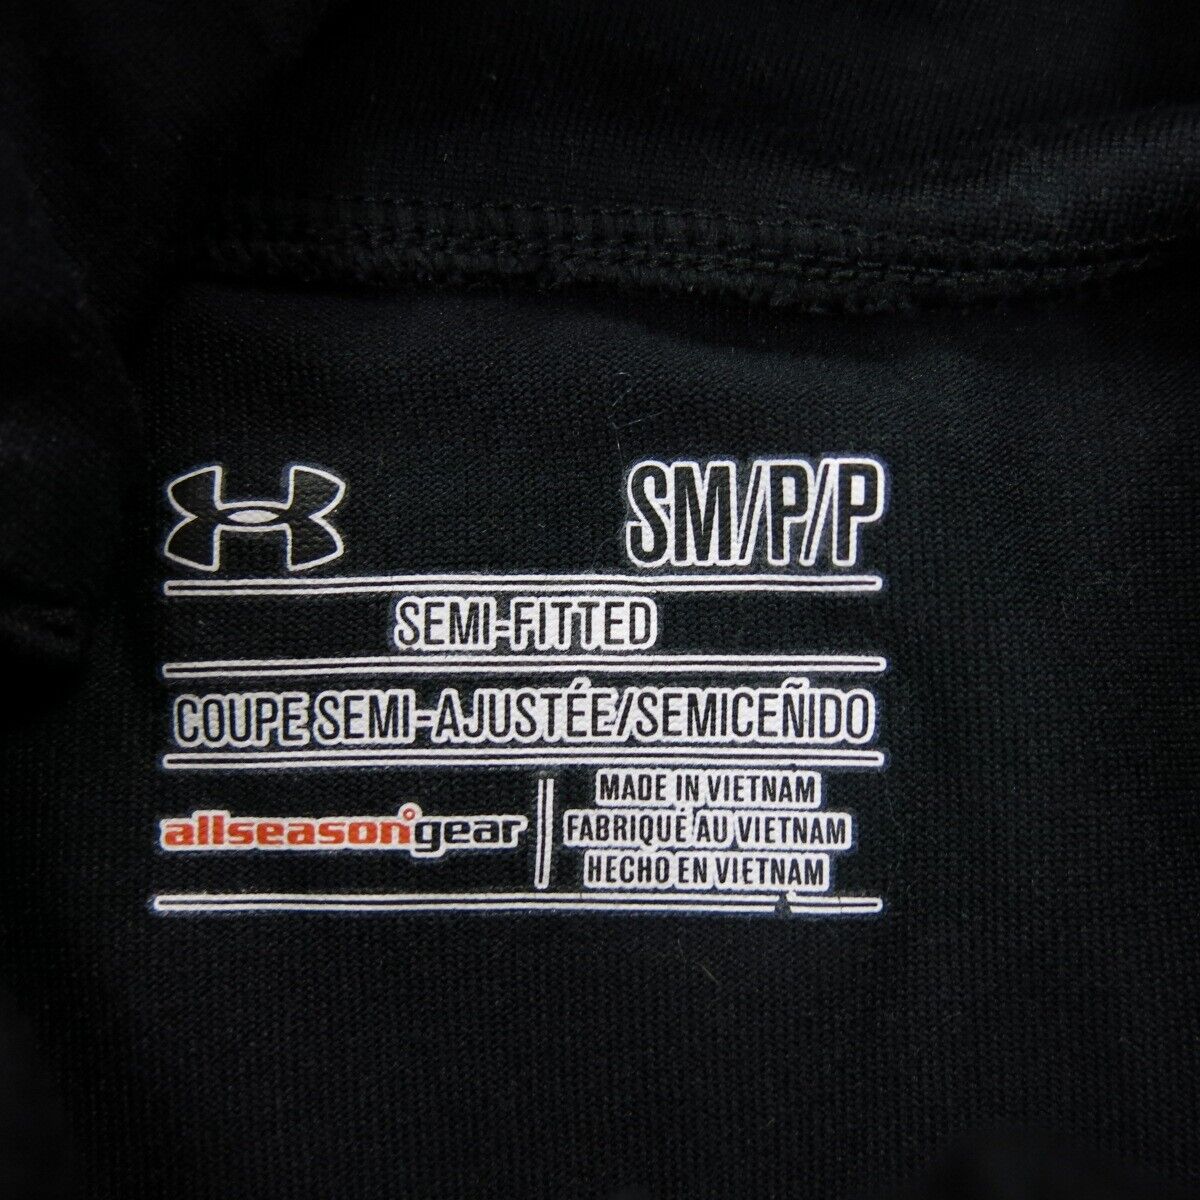 SM/P/P
SEMI-FITTED
COUPE SEMI-AJUSTÉE/SEMICEÑIDO
allseasongear
MADE IN VIETNAM
FABRIQUÉ AU VIETNAM
HECHO EN VIETNAM